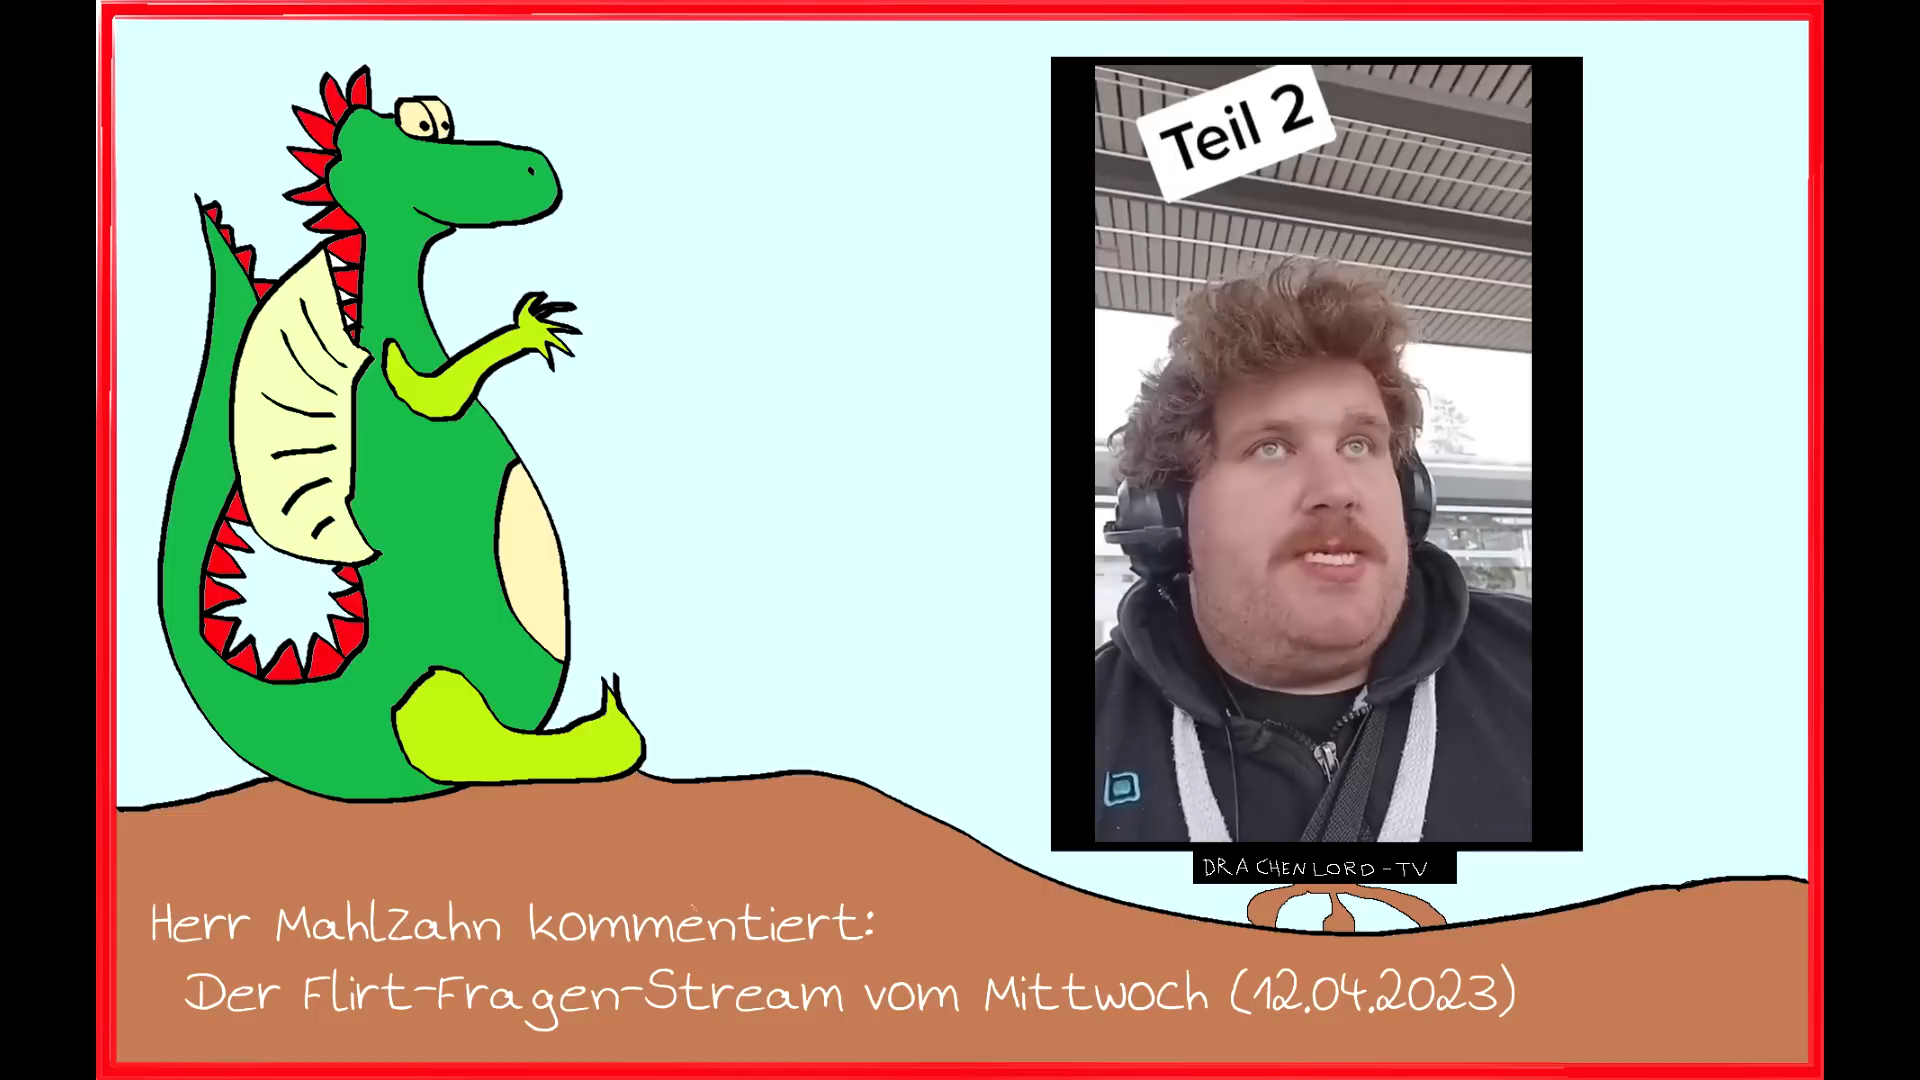 Teil 2
DRACHENLORD-TV
Herr Mahlzahn kommentiert:
Der Flirt-Fragen-Stream vom Mittwoch (12.04.2023)